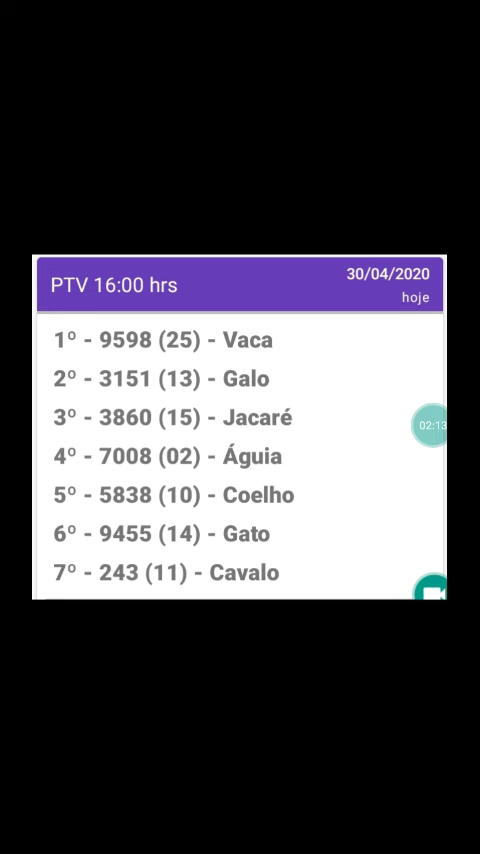 PTV 16:00 hrs
30/04/2020
hoje
1º - 9598 (25) - Vaca
2º - 3151 (13) - Galo
3º - 3860 (15) - Jacaré
4º - 7008 (02) - Águia
5º - 5838 (10) - Coelho
6º - 9455 (14) - Gato
7º - 243 (11) - Cavalo
02:13